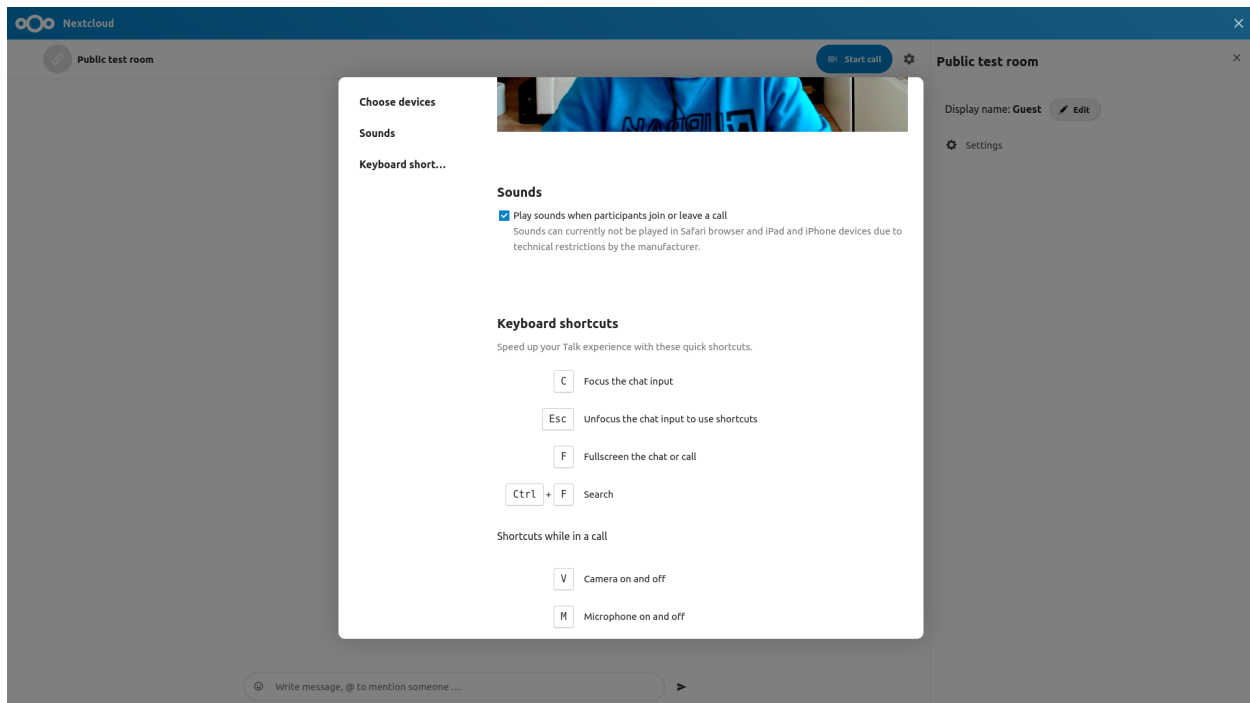 Nextcloud
Public test room
Start call
Public test room
Display name: Guest
Edit
Settings
Choose devices
Sounds
Keyboard short...
Sounds
Play sounds when participants join or leave a call
Sounds can currently not be played in Safari browser and iPad and iPhone devices due to
technical restrictions by the manufacturer.
Keyboard shortcuts
Speed up your Talk experience with these quick shortcuts.
C Focus the chat input
Esc Unfocus the chat input to use shortcuts
F Fullscreen the chat or call
Ctrl + F Search
Shortcuts while in a call
V Camera on and off
M Microphone on and off
Write message, @ to mention someone ...